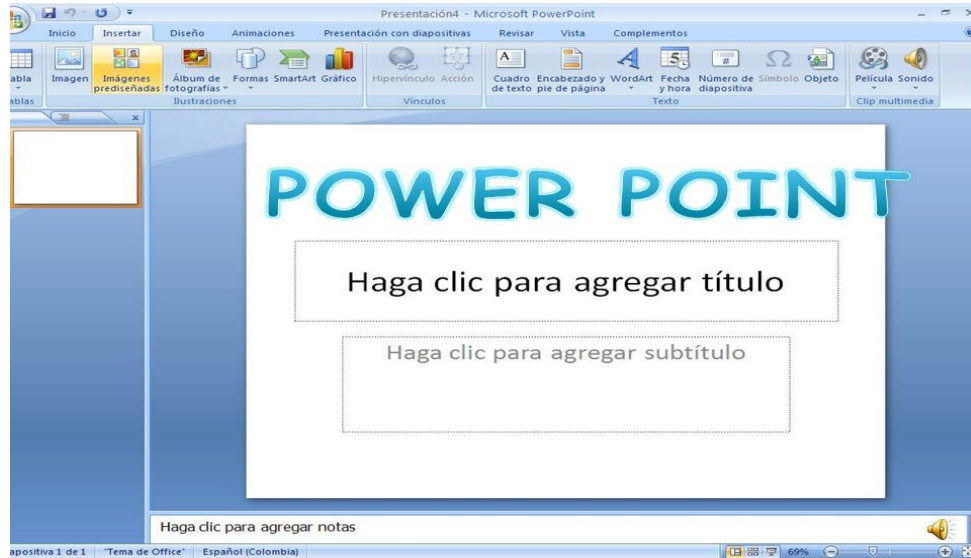 Presentación4 - Microsoft PowerPoint
Inicio Insertar Diseño Animaciones Presentación con diapositivas Revisar Vista Complementos
abla Imagen Imágenes prediseñadas Álbum de fotografías Formas SmartArt Gráfico Hipervínculo Acción Cuadro de texto Encabezado y pie de página WordArt Fecha y hora Número de diapositiva Símbolo Objeto Película Sonido
ablas Ilustraciones Vínculos Texto Clip multimedia
POWER POINT
Haga clic para agregar título
Haga clic para agregar subtítulo
Haga clic para agregar notas
apositiva 1 de 1 "Tema de Office" Español (Colombia) 69%